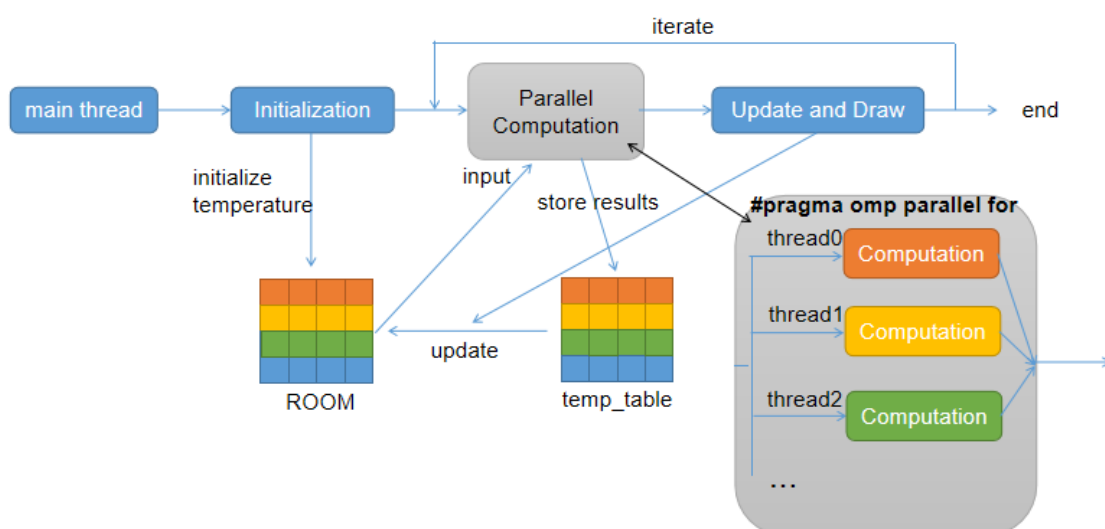 iterate
main thread
Initialization
Parallel
Computation
Update and Draw
end
initialize
temperature
input
store results
#pragma omp parallel for
thread0
Computation
thread1
Computation
update
ROOM
temp_table
thread2
Computation
...